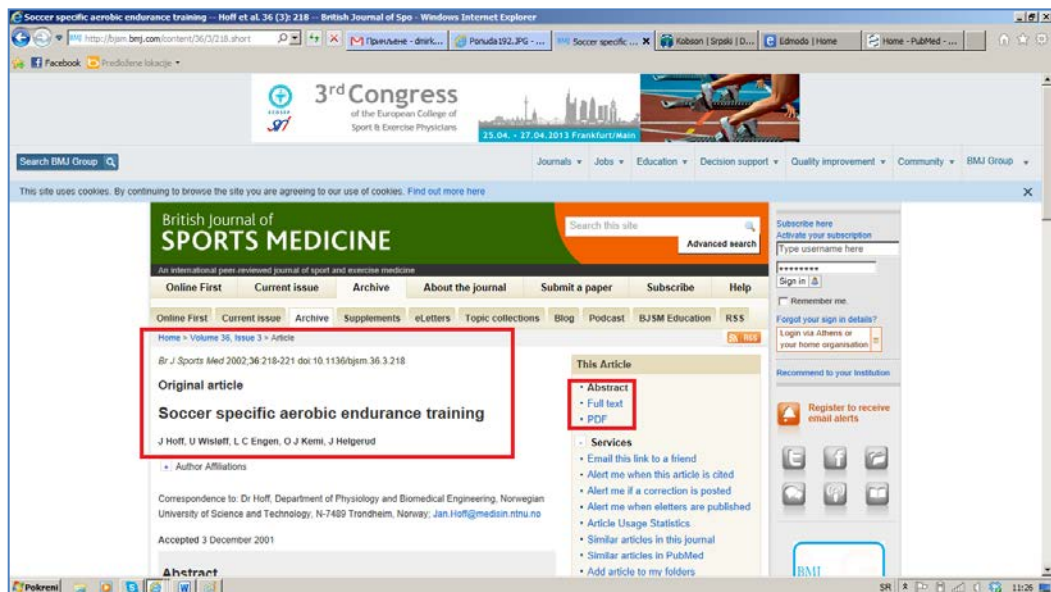 Soccer specific aerobic endurance training -- Hoff et al. 36 (3): 218 -- British Journal of Spo - Windows Internet Explorer
http://bjsm.bmj.com/content/36/3/218.short
Примљене - dmirk...
Ponuda192.JPG - ...
Soccer specific ...
Kobson | Srpski | D...
Edmodo | Home
Home - PubMed - ...
Facebook
Predložene lokacije
3rd Congress
of the European College of
Sport & Exercise Physicians
25.04. - 27.04.2013 Frankfurt/Main
Search BMJ Group
Journals Jobs Education Decision support Quality improvement Community BMJ Group
This site uses cookies. By continuing to browse the site you are agreeing to our use of cookies. Find out more here
British Journal of
SPORTS MEDICINE
Search this site
Advanced search
An international peer-reviewed journal of sport and exercise medicine
Online First Current issue Archive About the journal Submit a paper Subscribe Help
Online First Current issue Archive Supplements eLetters Topic collections Blog Podcast BJSM Education RSS
Home > Volume 36, Issue 3 > Article
RSS
Br J Sports Med 2002;36:218-221 doi:10.1136/bjsm.36.3.218
Original article
Soccer specific aerobic endurance training
J Hoff, U Wisløff, L C Engen, O J Kemi, J Helgerud
+ Author Affiliations
Correspondence to: Dr Hoff, Department of Physiology and Biomedical Engineering, Norwegian
University of Science and Technology, N-7489 Trondheim, Norway; Jan.Hoff@medisin.ntnu.no
Accepted 3 December 2001
Abstract
This Article
Abstract
Full text
PDF
- Services
Email this link to a friend
Alert me when this article is cited
Alert me if a correction is posted
Alert me when eletters are published
Article Usage Statistics
Similar articles in this journal
Similar articles in PubMed
Add article to my folders
Subscribe here
Activate your subscription
Type username here
********
Sign in
Remember me.
Forgot your sign in details?
Login via Athens or
your home organisation
Recommend to your Institution
Register to receive
email alerts
BMJ
Pokreni
SR
11:26